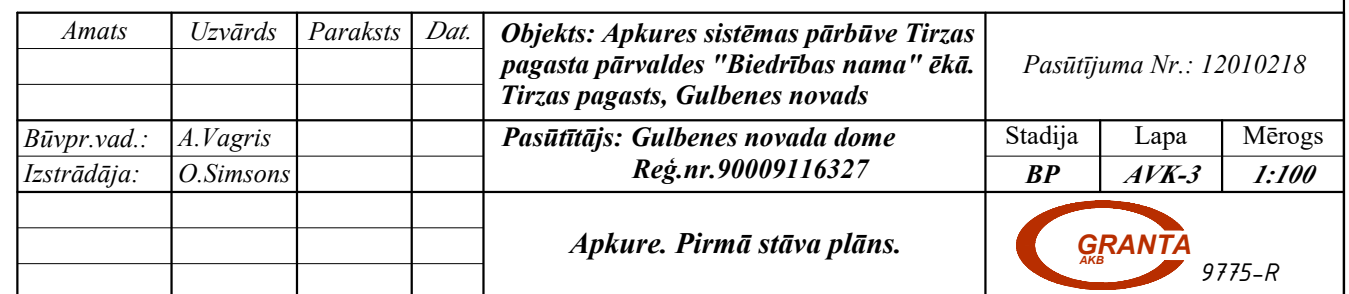 Amats Uzvārds Paraksts Dat.
Objekts: Apkures sistēmas pārbūve Tirzas
pagasta pārvaldes "Biedrības nama" ēkā.
Tirzas pagasts, Gulbenes novads
Pasūtījuma Nr.: 12010218
Būvpr.vad.: A.Vagris
Izstrādāja: O.Simsons
Pasūtītājs: Gulbenes novada dome
Reģ.nr.90009116327
Stadija Lapa Mērogs
BP AVK-3 1:100
Apkure. Pirmā stāva plāns.
GRANTA
AKB
9775-R